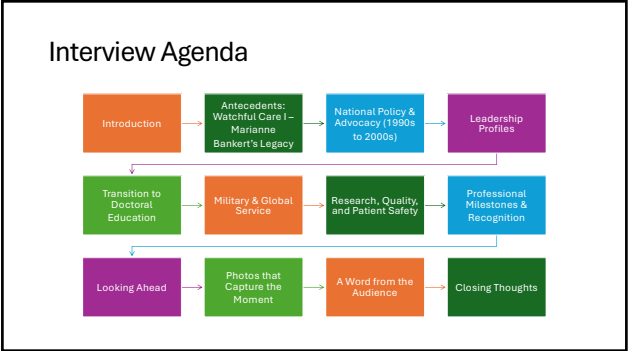 Interview Agenda
Introduction
Antecedents:
Watchful Care I –
Marianne
Bankert's Legacy
National Policy &
Advocacy (1990s
to 2000s)
Leadership
Profiles
Transition to
Doctoral
Education
Military & Global
Service
Research, Quality,
and Patient Safety
Professional
Milestones &
Recognition
Looking Ahead
Photos that
Capture the
Moment
A Word from the
Audience
Closing Thoughts